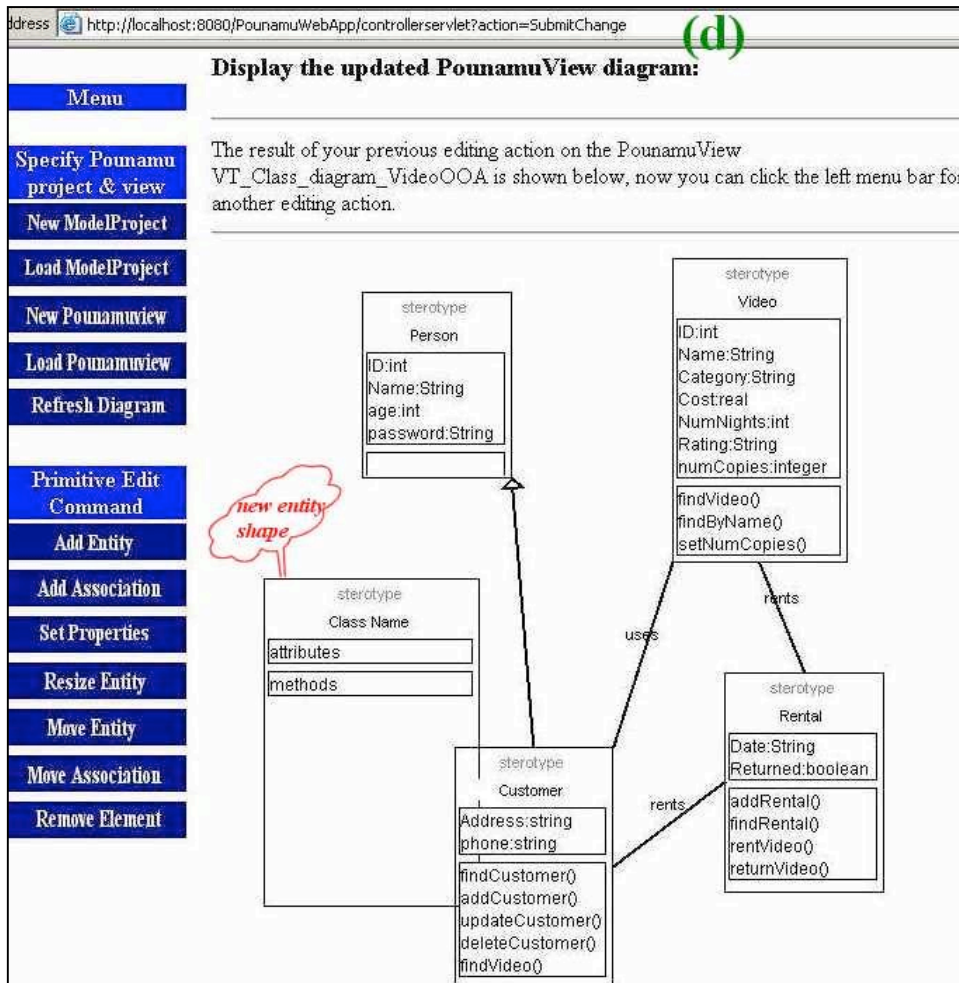 ddress http://localhost:8080/PounamuWebApp/controllerservlet?action=SubmitChange
(d)
Menu
Specify Pounamu
project & view
New ModelProject
Load ModelProject
New Pounamuview
Load Pounamuview
Refresh Diagram
Primitive Edit
Command
Add Entity
Add Association
Set Properties
Resize Entity
Move Entity
Move Association
Remove Element
Display the updated PounamuView diagram:
The result of your previous editing action on the PounamuView
VT_Class_diagram_VideoOOA is shown below, now you can click the left menu bar for
another editing action.
sterotype
Person
ID:int
Name:String
age:int
password:String
sterotype
Video
ID:int
Name:String
Category:String
Cost:real
NumNights:int
Rating:String
numCopies:integer
findVideo()
findByName()
setNumCopies()
new entity
shape
sterotype
Class Name
attributes
methods
uses
rents
sterotype
Rental
Date:String
Returned:boolean
addRental()
findRental()
rentVideo()
returnVideo()
rents
sterotype
Customer
Address:string
phone:string
findCustomer()
addCustomer()
updateCustomer()
deleteCustomer()
findVideo()